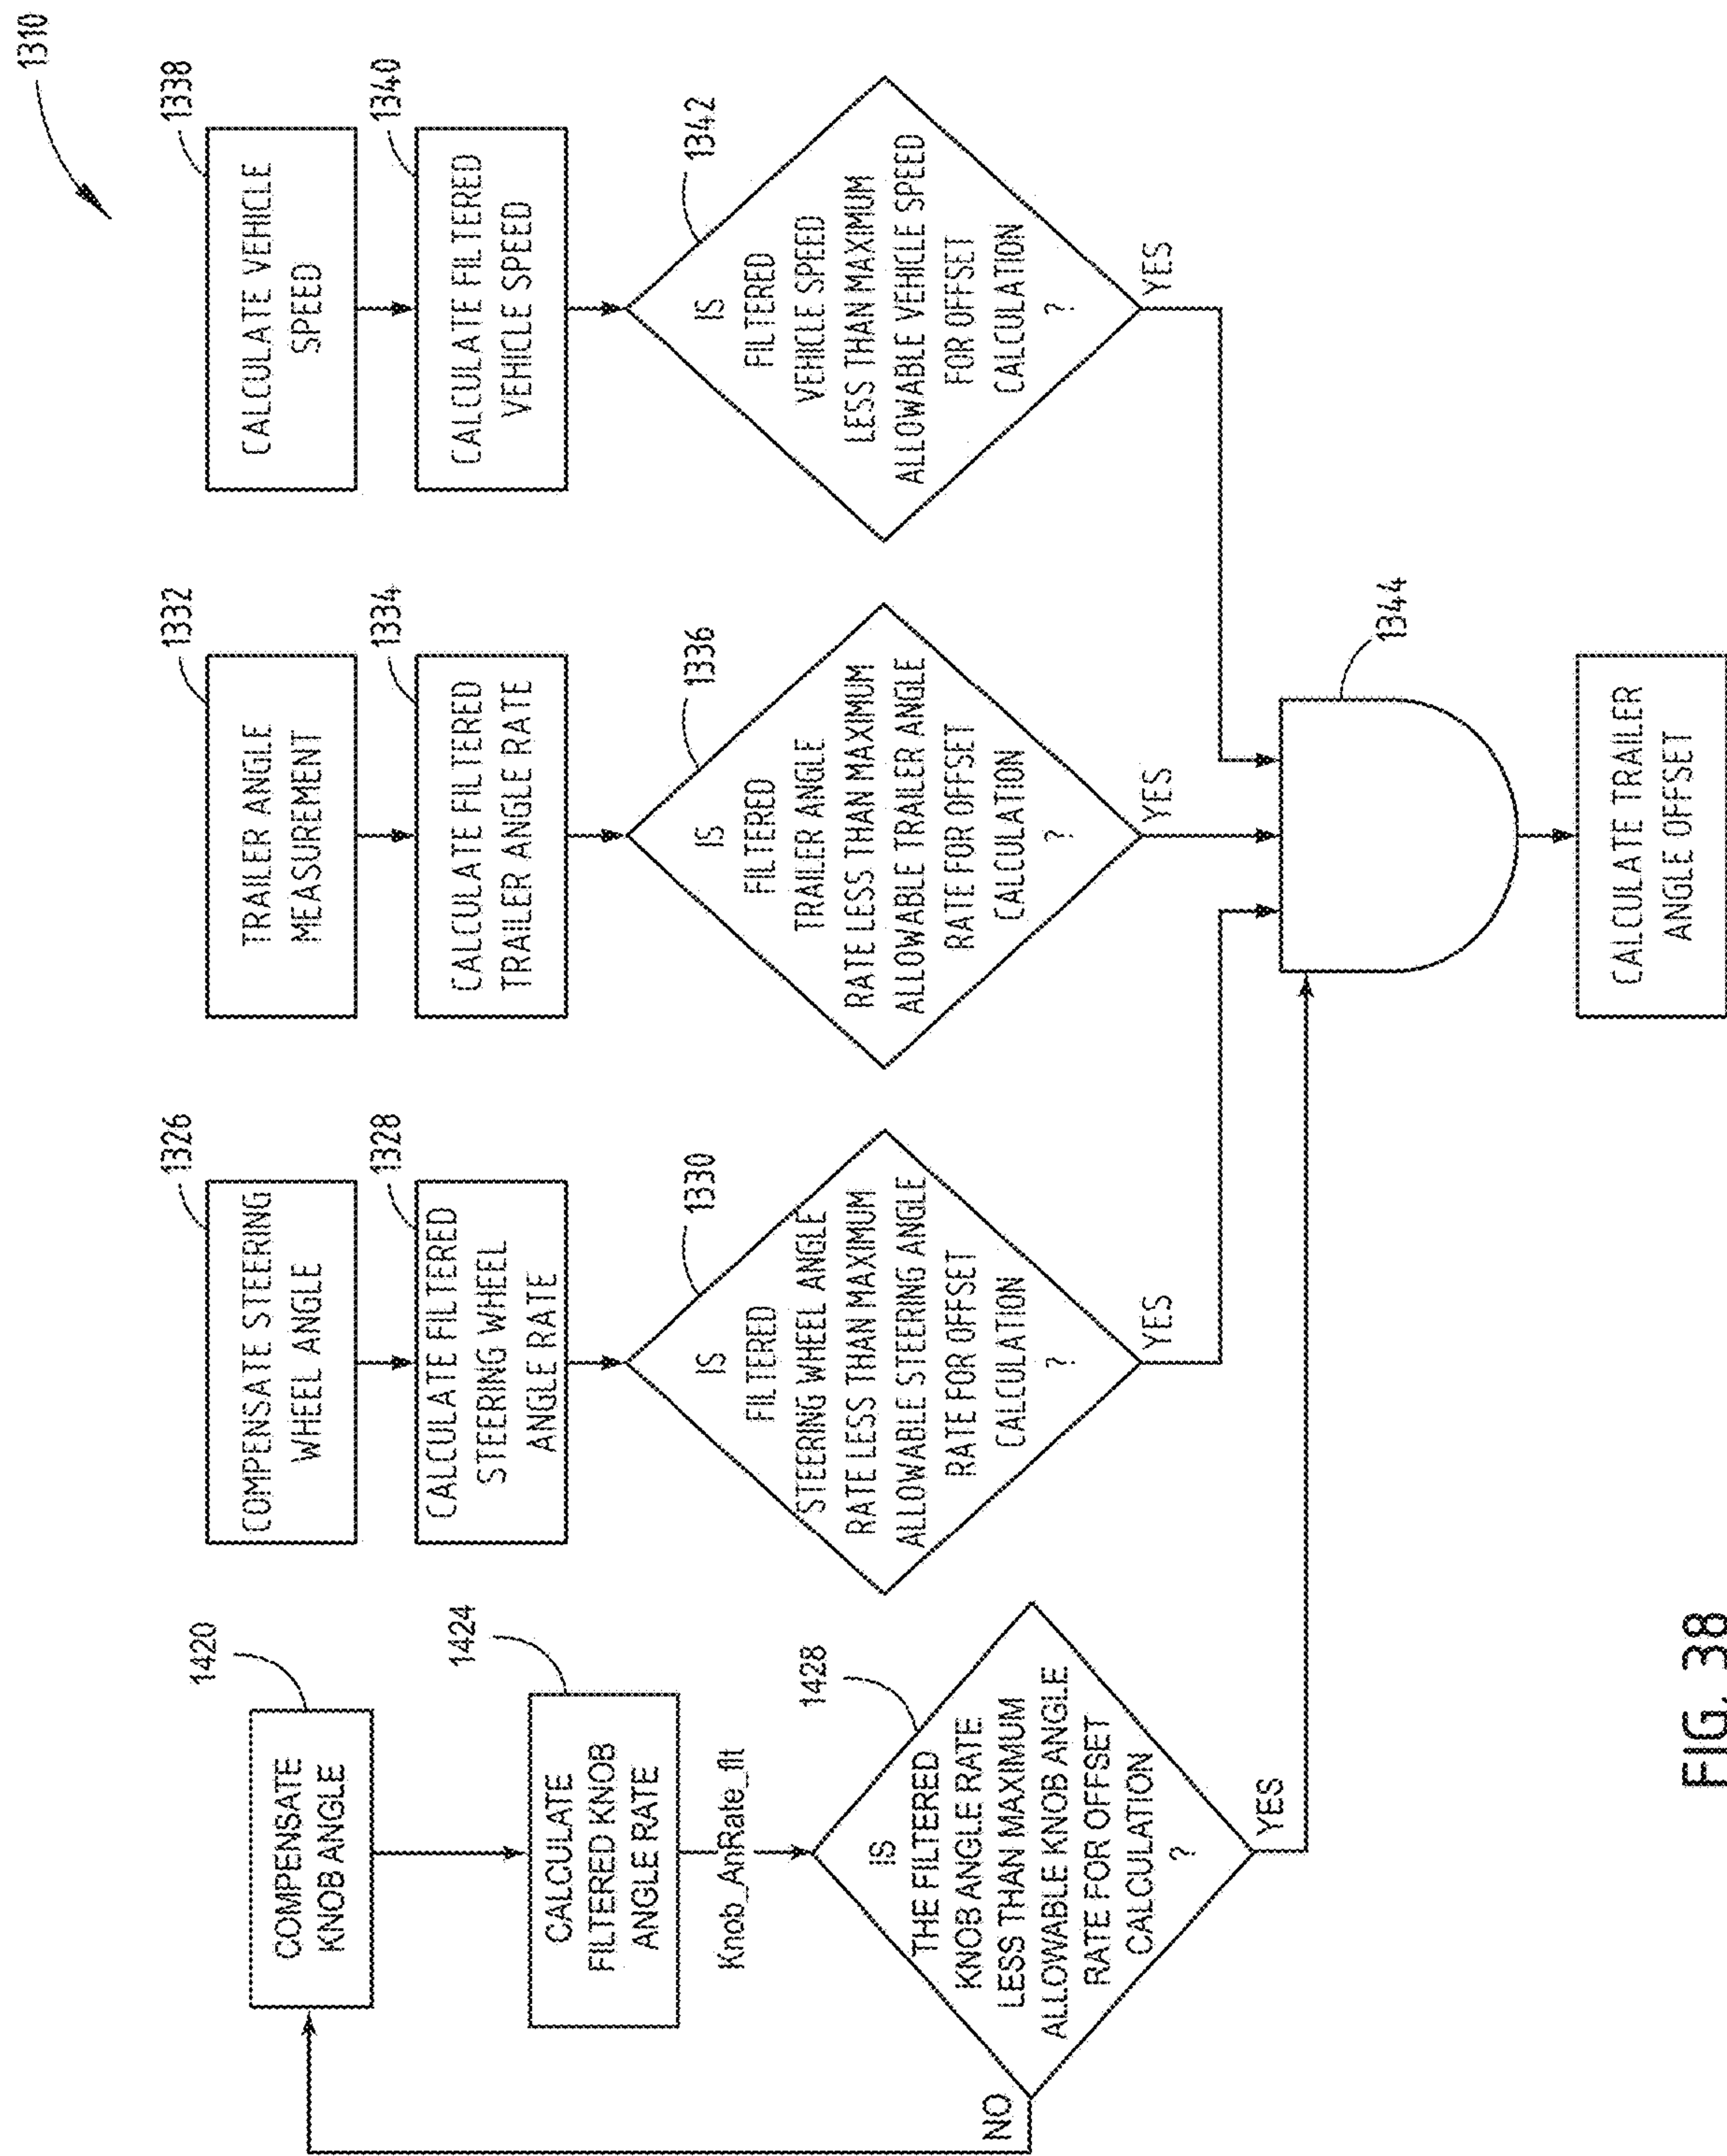 1310
1420
COMPENSATE
KNOB ANGLE
1424
CALCULATE
FILTERED KNOB
ANGLE RATE
Knob_AnRate_flt
1428
IS
THE FILTERED
KNOB ANGLE RATE
LESS THAN MAXIMUM
ALLOWABLE KNOB ANGLE
RATE FOR OFFSET
CALCULATION
?
NO
YES
1326
COMPENSATE STEERING
WHEEL ANGLE
1328
CALCULATE FILTERED
STEERING WHEEL
ANGLE RATE
1330
IS
FILTERED
STEERING WHEEL ANGLE
RATE LESS THAN MAXIMUM
ALLOWABLE STEERING ANGLE
RATE FOR OFFSET
CALCULATION
?
YES
1332
TRAILER ANGLE
MEASUREMENT
1334
CALCULATE FILTERED
TRAILER ANGLE RATE
1336
IS
FILTERED
TRAILER ANGLE
RATE LESS THAN MAXIMUM
ALLOWABLE TRAILER ANGLE
RATE FOR OFFSET
CALCULATION
?
YES
1338
CALCULATE VEHICLE
SPEED
1340
CALCULATE FILTERED
VEHICLE SPEED
1342
IS
FILTERED
VEHICLE SPEED
LESS THAN MAXIMUM
ALLOWABLE VEHICLE SPEED
FOR OFFSET
CALCULATION
?
YES
1344
CALCULATE TRAILER
ANGLE OFFSET
FIG. 38